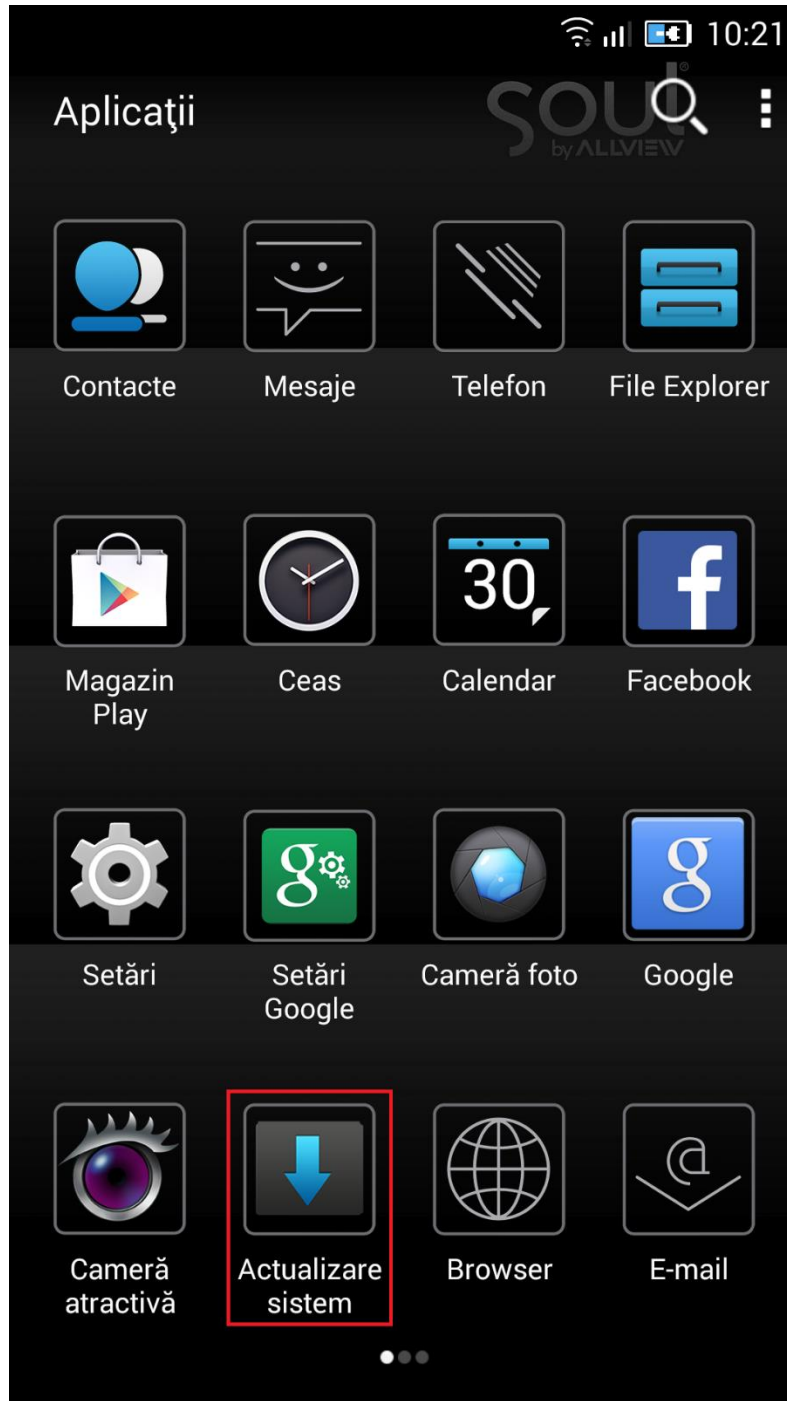 10:21
Aplicaţii
Soul®
by ALLVIEW
Contacte
Mesaje
Telefon
File Explorer
30
f
Magazin
Play
Ceas
Calendar
Facebook
g
g
Setări
Setări
Google
Cameră foto
Google
@
Cameră
atractivă
Actualizare
sistem
Browser
E-mail